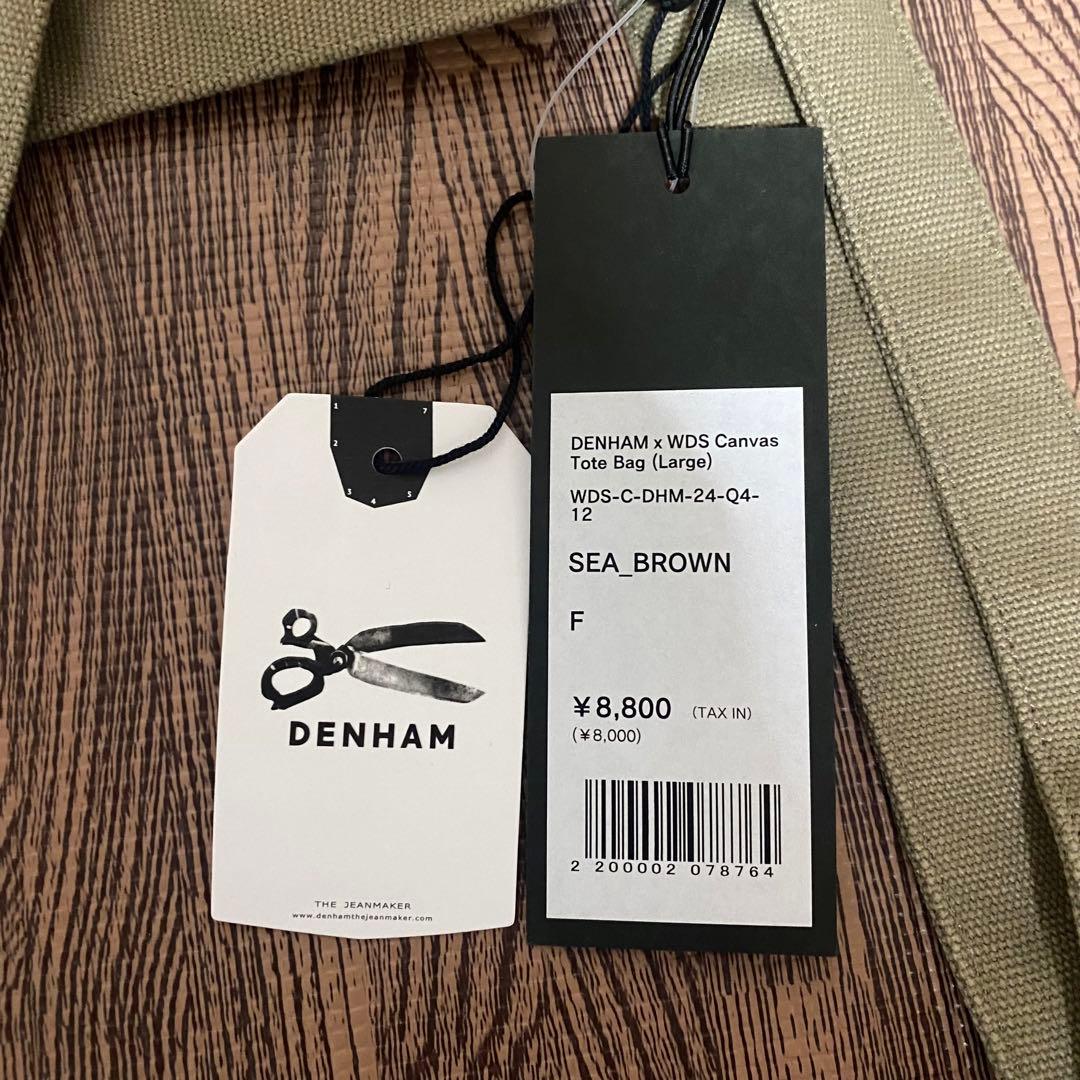 1
7
2
3
4
5
DENHAM
THE JEANMAKER
www.denhamthejeanmaker.com
DENHAM x WDS Canvas
Tote Bag (Large)
WDS-C-DHM-24-Q4-
12
SEA_BROWN
F
¥8,800 (TAX IN)
(¥8,000)
2 200002 078764